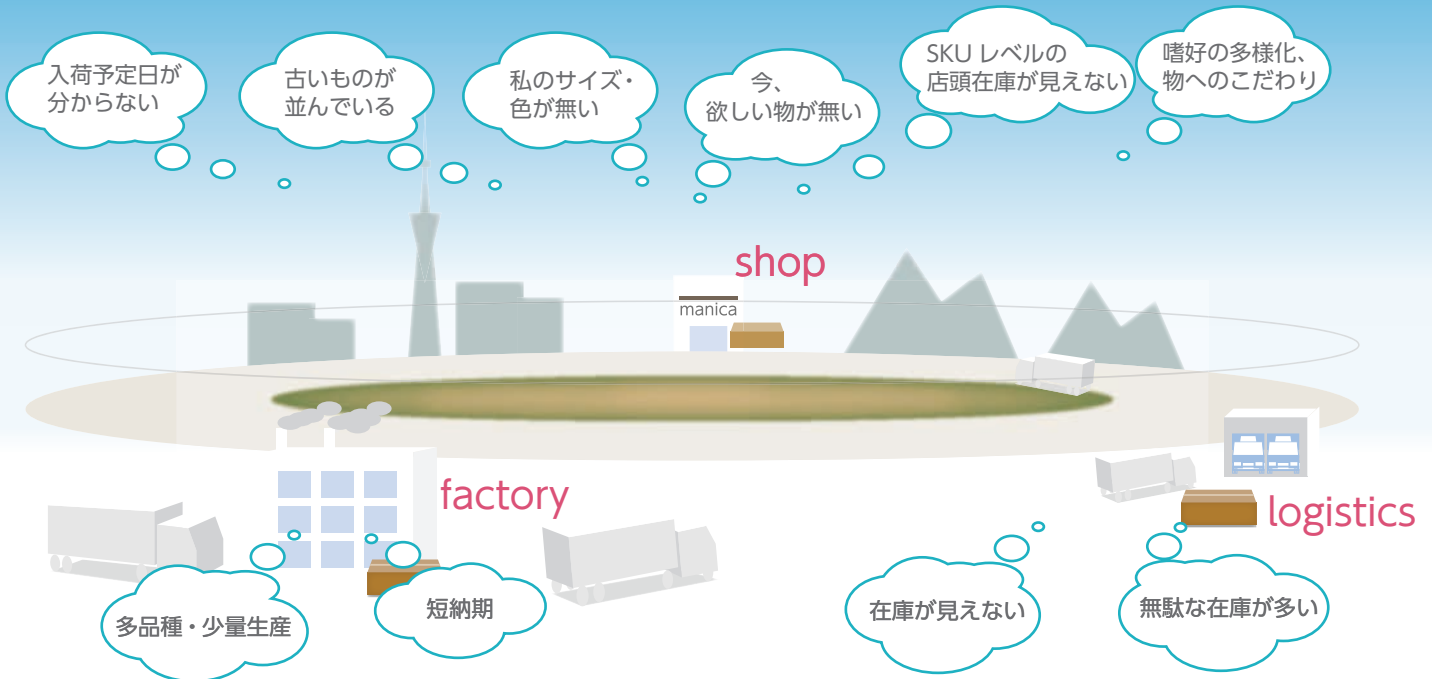 入荷予定日が
分からない
古いものが
並んでいる
私のサイズ・
色が無い
今、
欲しい物が無い
SKU レベルの
店頭在庫が見えない
嗜好の多様化、
物へのこだわり
shop
manica
factory
logistics
多品種・少量生産
短納期
在庫が見えない
無駄な在庫が多い